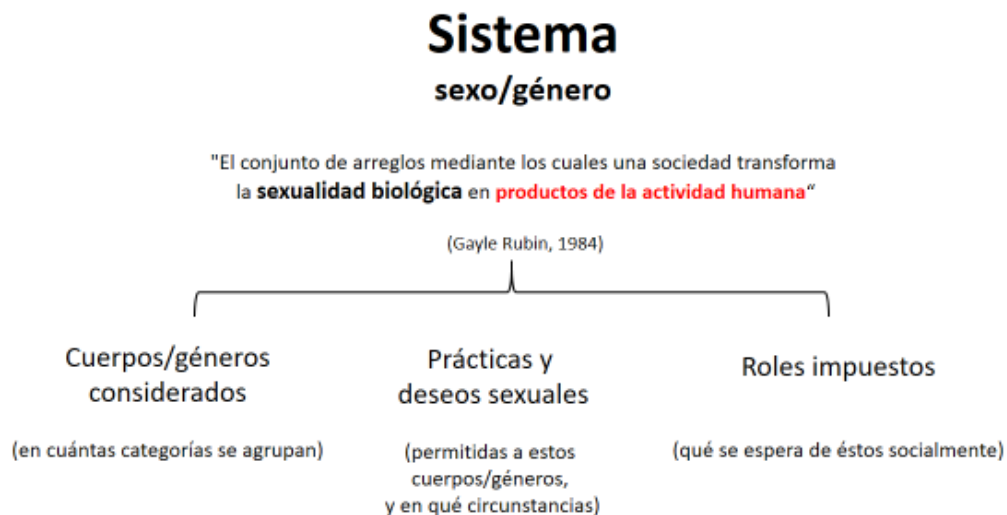 Sistema
sexo/género
"El conjunto de arreglos mediante los cuales una sociedad transforma
la sexualidad biológica en productos de la actividad humana“
(Gayle Rubin, 1984)
Cuerpos/géneros
considerados
(en cuántas categorías se agrupan)
Prácticas y
deseos sexuales
(permitidas a estos
cuerpos/géneros,
y en qué circunstancias)
Roles impuestos
(qué se espera de éstos socialmente)